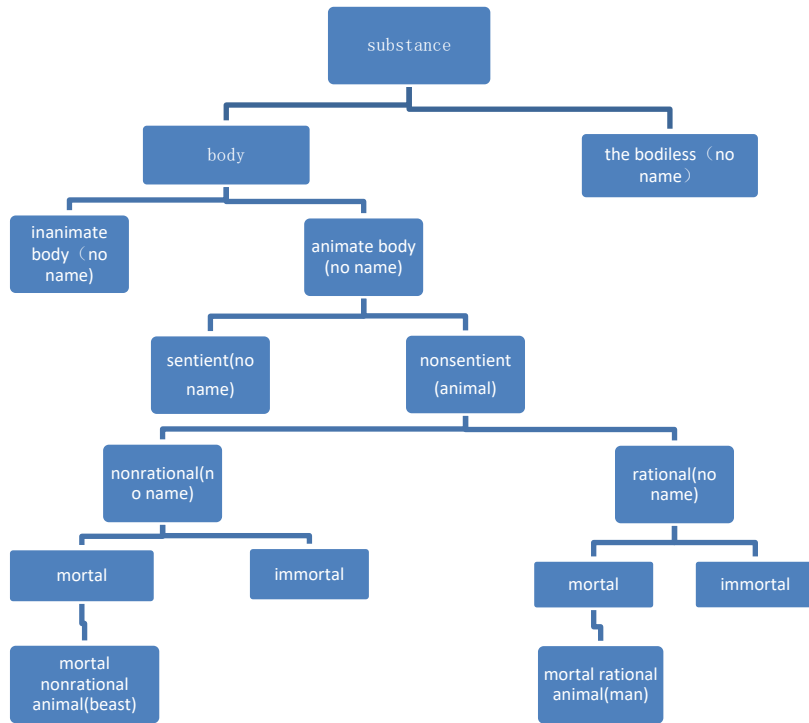 substance
body
the bodiless（no
name）
inanimate
body（no
name)
animate body
(no name)
sentient(no
name)
nonsentient
(animal)
nonrational(n
o name)
rational(no
name)
mortal
immortal
mortal
immortal
mortal
nonrational
animal(beast)
mortal rational
animal(man)